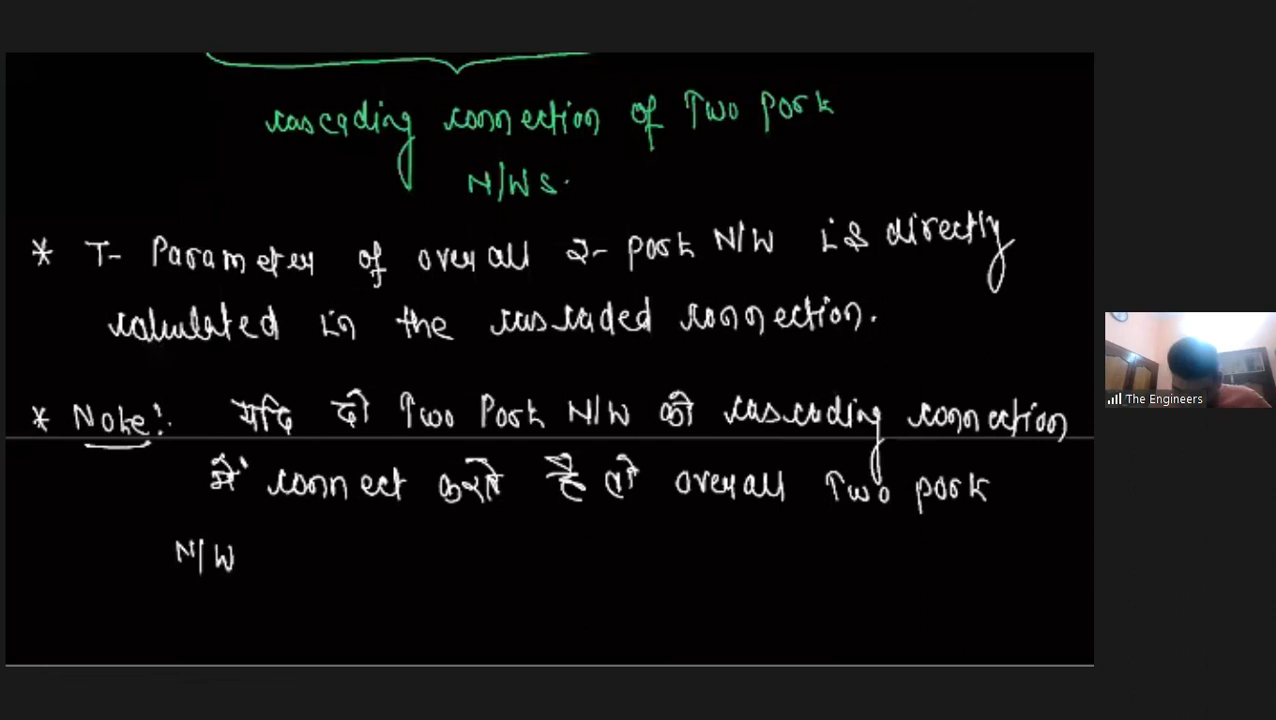 cascading connection of Two Port
N/Ws.
* T- Parameter of overall 2- port N/W is directly
calculated in the cascaded connection.
* Note:- यदि दो Two Port N/W को cascading connection
में connect करते है तो overall Two port
N/W
The Engineers